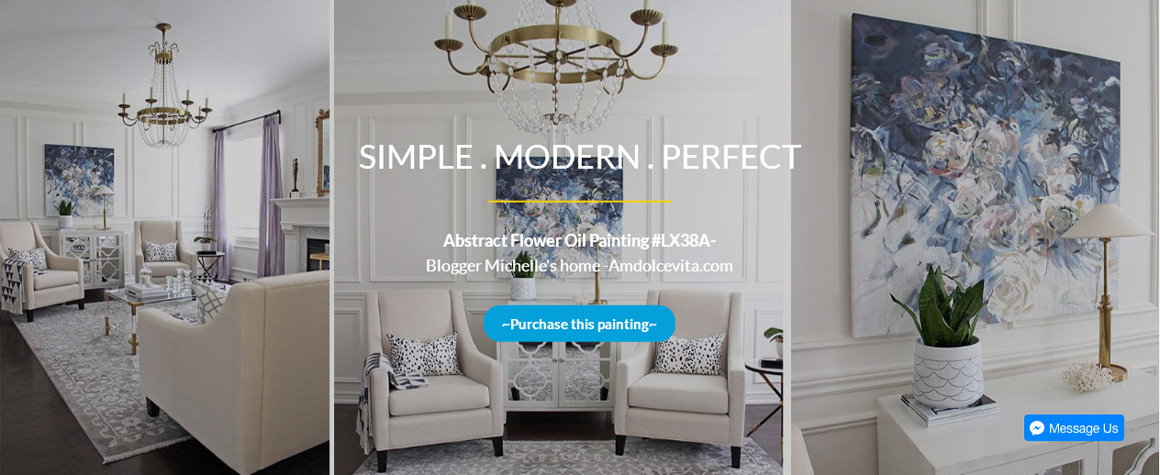 SIMPLE . MODERN . PERFECT
Abstract Flower Oil Painting #LX38A-
Blogger Michelle's home -Amdolcevita.com
~Purchase this painting~
Message Us